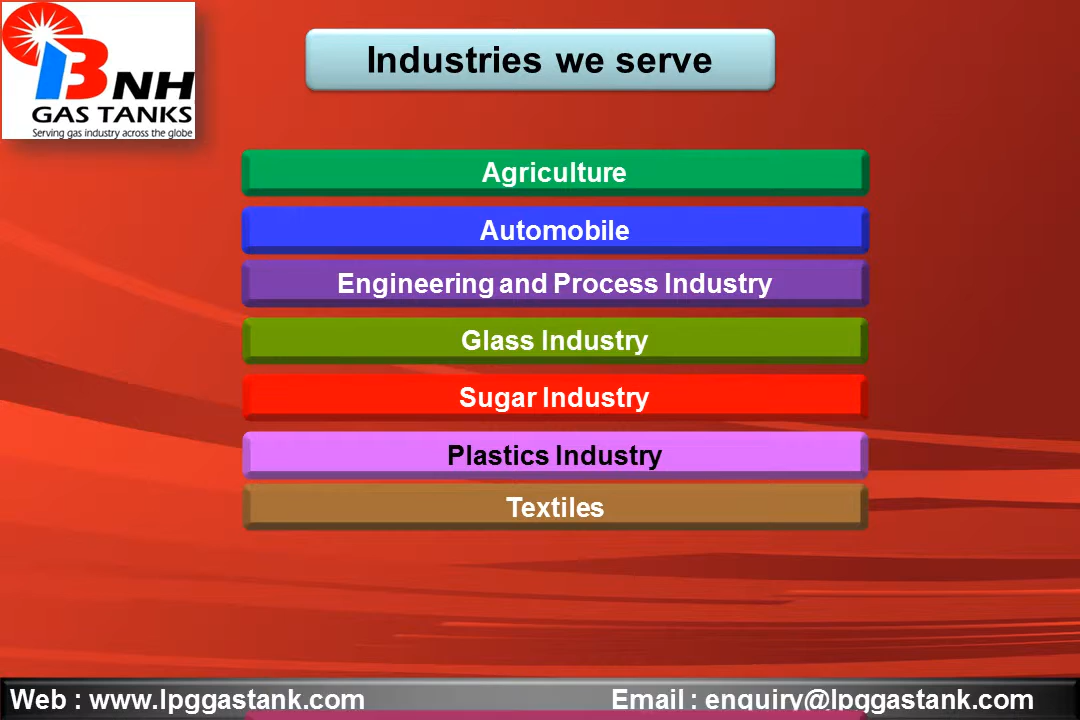 BNH
GAS TANKS
Serving gas industry across the globe
Industries we serve
Agriculture
Automobile
Engineering and Process Industry
Glass Industry
Sugar Industry
Plastics Industry
Textiles
Web : www.lpggastank.com
Email : enquiry@lpggastank.com